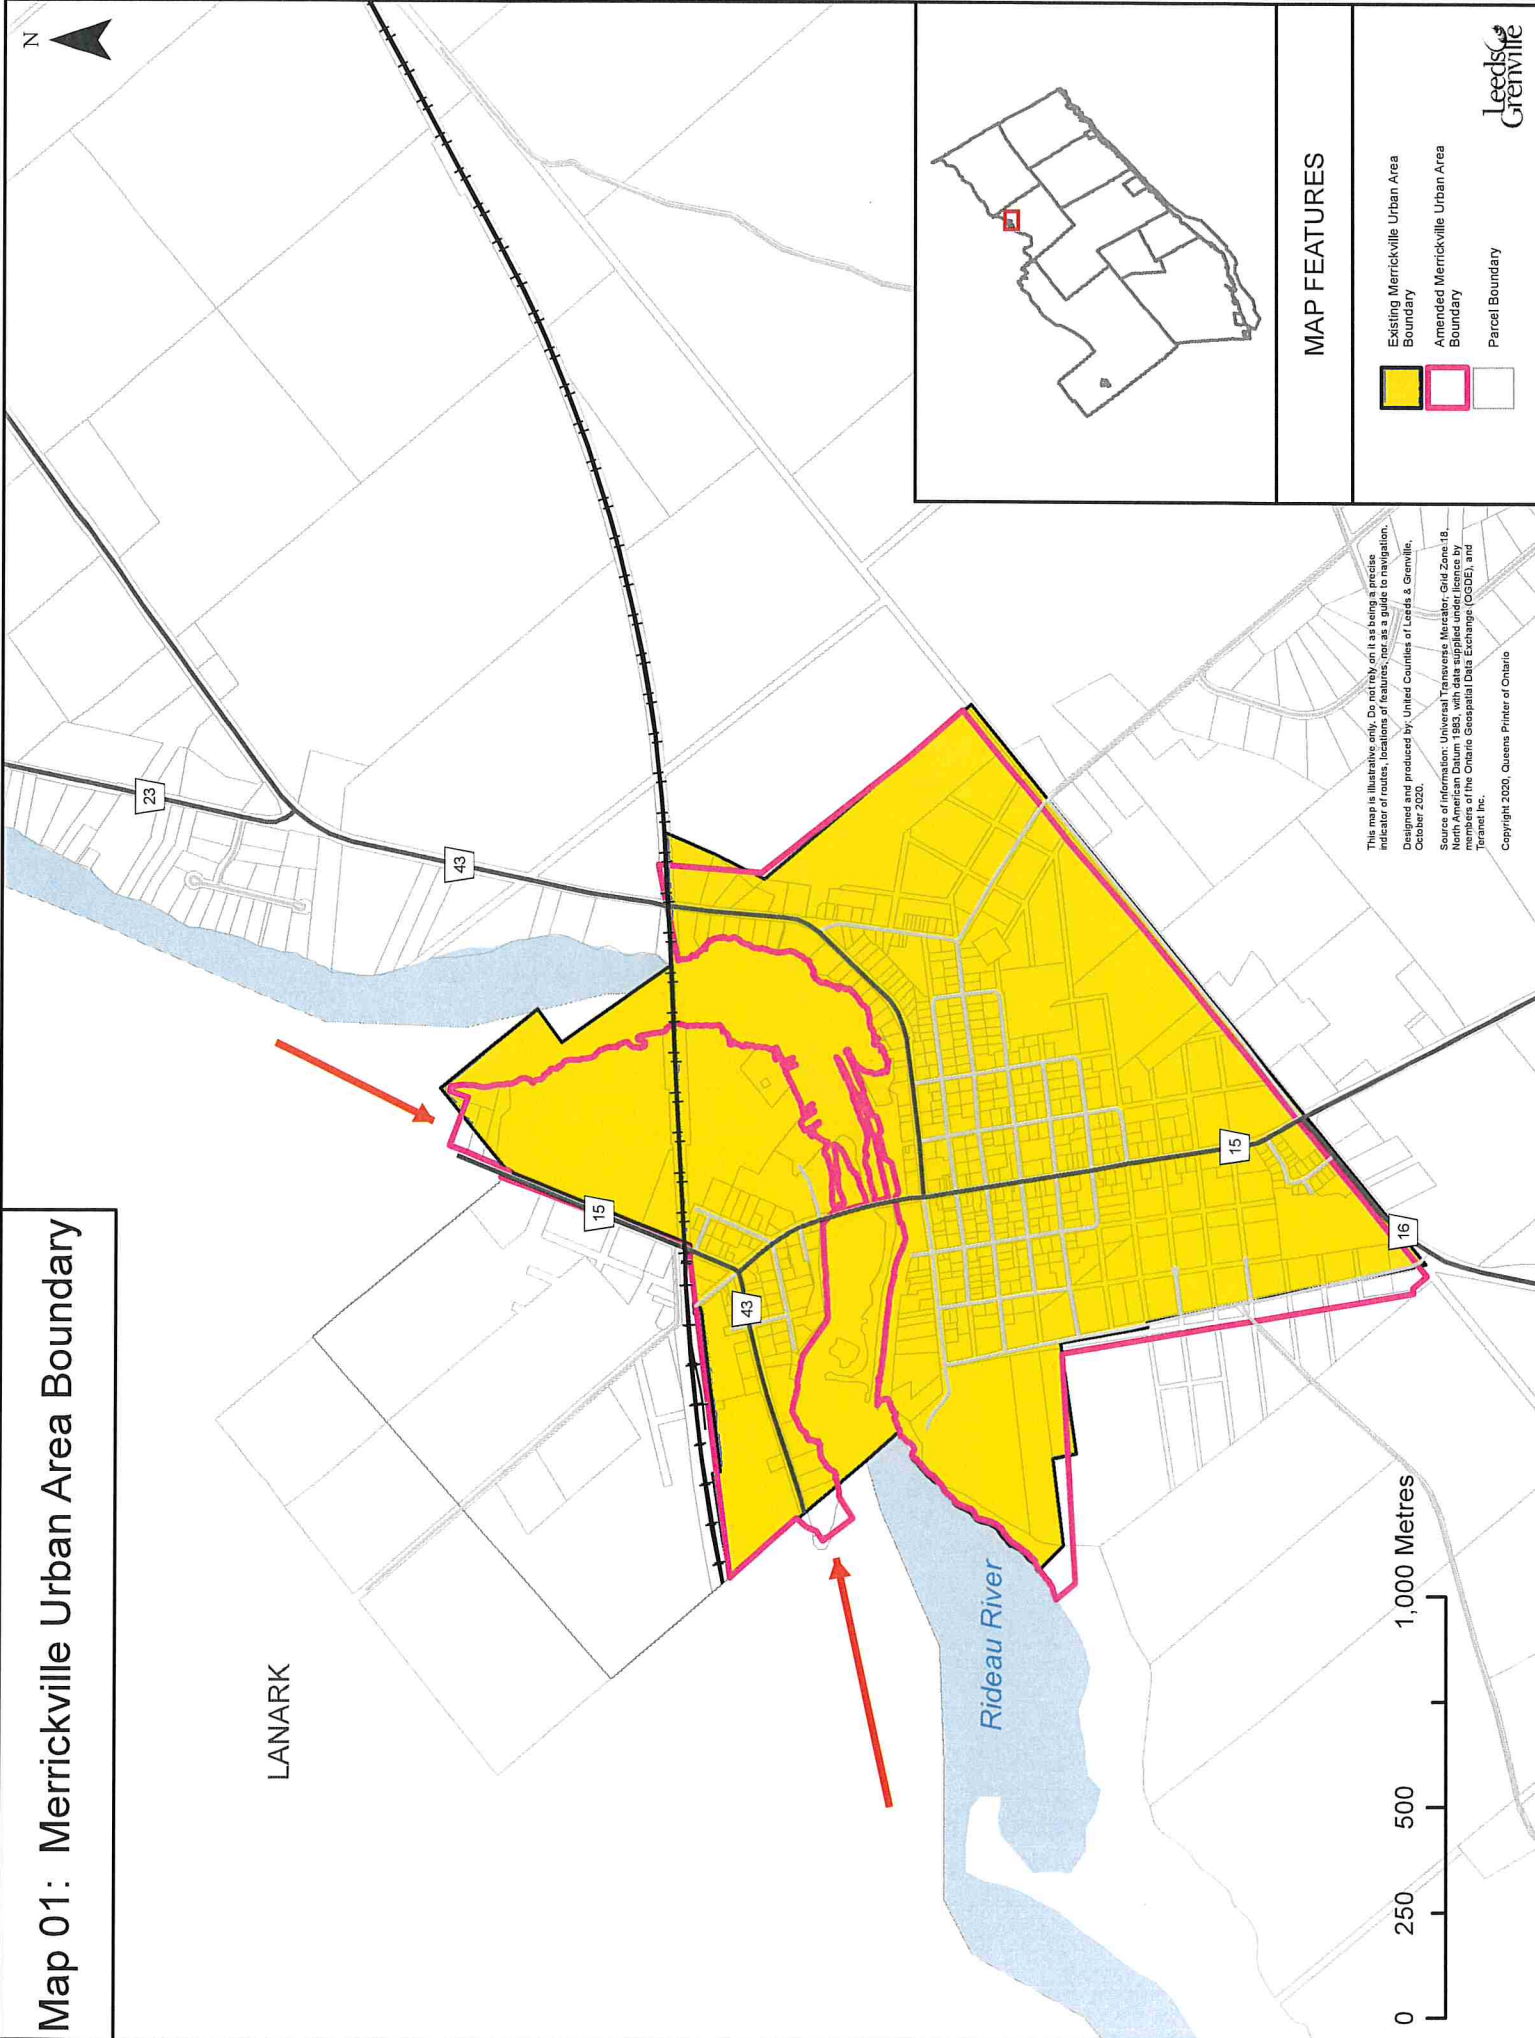 Map 01: Merrickville Urban Area Boundary
N
LANARK
23
43
15
43
15
16
Rideau River
0 250 500 1,000 Metres
This map is illustrative only. Do not rely on it as being a precise
indicator of routes, locations of features, nor as a guide to navigation.
Designed and produced by: United Counties of Leeds & Grenville,
October 2020.
Source of information: Universal Transverse Mercator, Grid Zone 18,
North American Datum 1983, with data supplied under licence by
members of the Ontario Geospatial Data Exchange (OGDE), and
Teranet Inc.
Copyright 2020, Queens Printer of Ontario
MAP FEATURES
Existing Merrickville Urban Area
Boundary
Amended Merrickville Urban Area
Boundary
Parcel Boundary
Leeds
Grenville